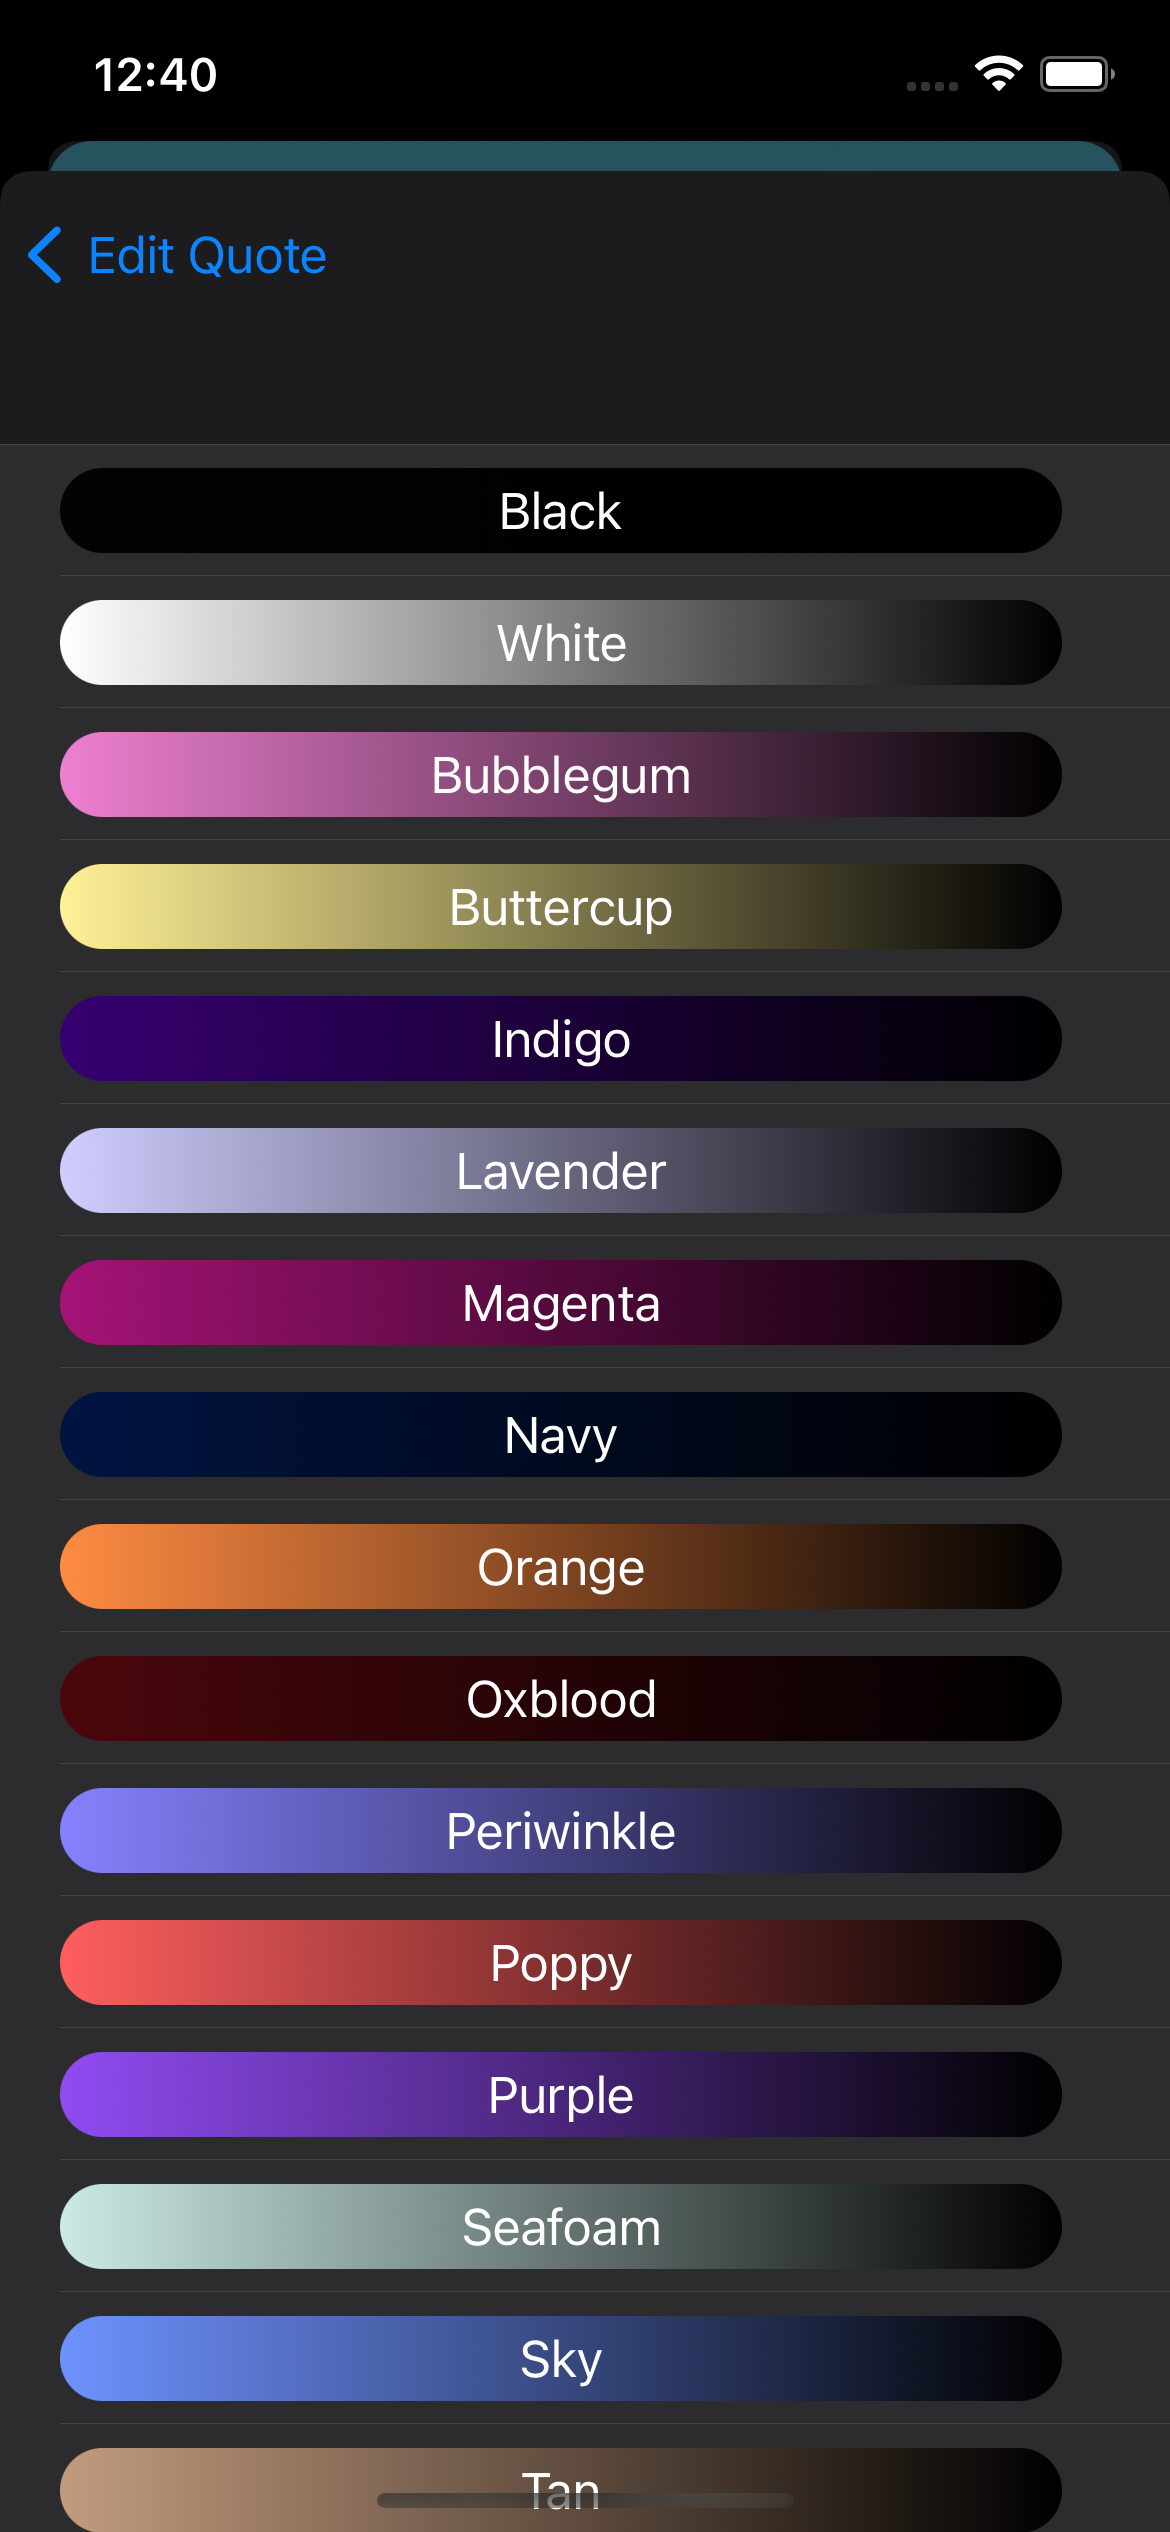 12:40
Edit Quote
Black
White
Bubblegum
Buttercup
Indigo
Lavender
Magenta
Navy
Orange
Oxblood
Periwinkle
Poppy
Purple
Seafoam
Sky
Tan